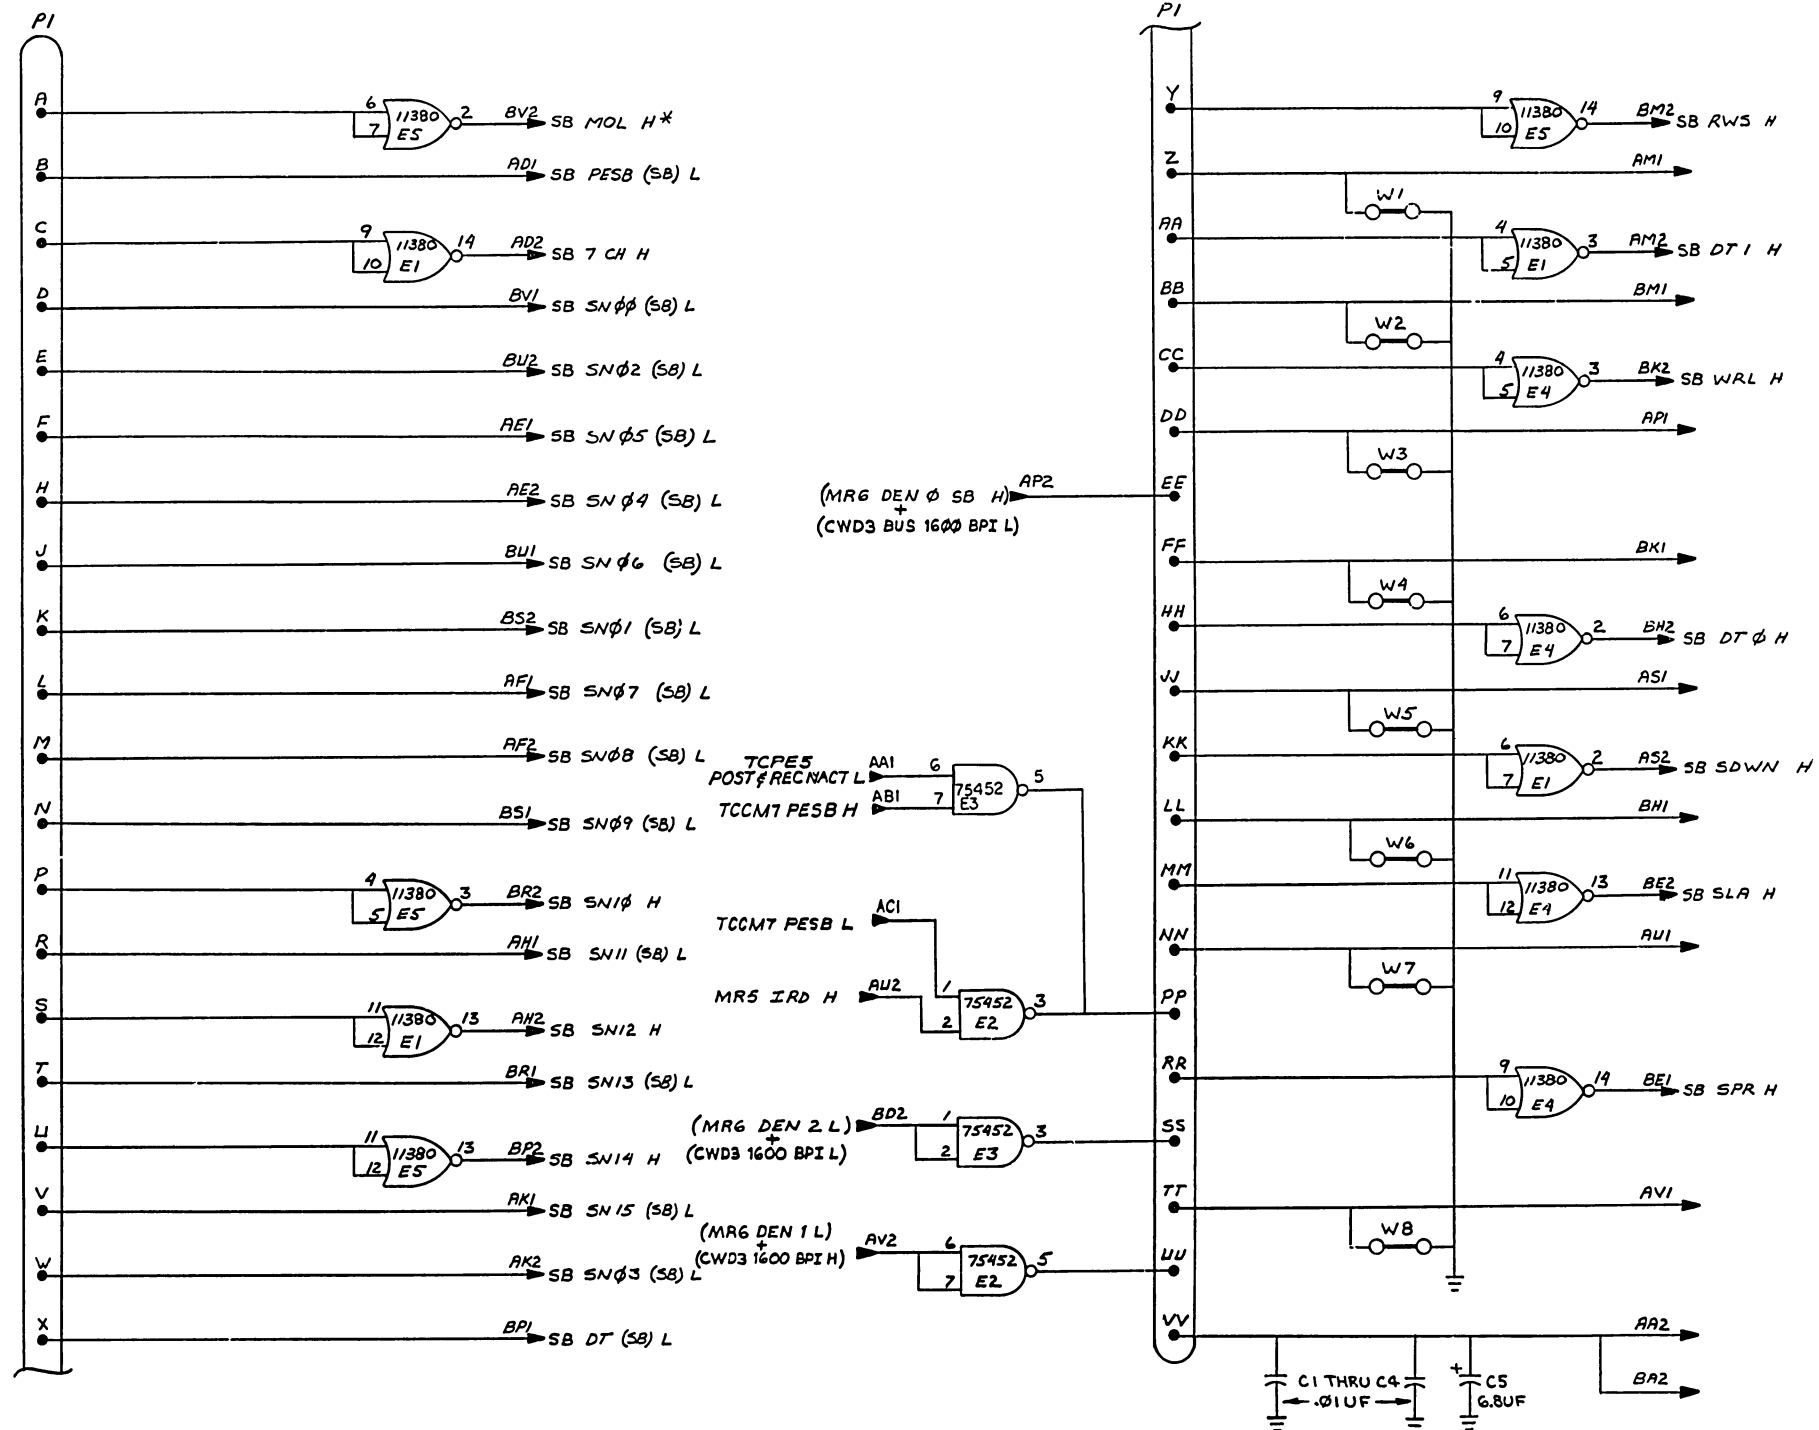 P1
A 6 7 11380 E5 2 BV2 SB MOL H*
B AD1 SB PESB (SB) L
C 9 10 11380 E1 14 AD2 SB 7 CH H
D BV1 SB SNØØ (SB) L
E BU2 SB SNØ2 (SB) L
F AE1 SB SNØ5 (SB) L
H AE2 SB SNØ4 (SB) L
J BU1 SB SNØ6 (SB) L
K BS2 SB SNØ1 (SB) L
L AF1 SB SNØ7 (SB) L
M AF2 SB SNØ8 (SB) L
N BS1 SB SNØ9 (SB) L
P 4 5 11380 E5 3 BR2 SB SN1Ø H
R AH1 SB SN11 (SB) L
S 11 12 11380 E1 13 AH2 SB SN12 H
T BR1 SB SN13 (SB) L
U 11 12 11380 E5 13 BP2 SB SN14 H
V AK1 SB SN15 (SB) L
W AK2 SB SNØ3 (SB) L
X BP1 SB DT (SB) L
(MR6 DEN Ø SB H) AP2
+
(CWD3 BUS 16ØØ BPI L)
TCPE5
POST & REC NACT L AA1 6
TCCM7 PESB H AB1 7
75452 E3 5
TCCM7 PESB L AC1 1
MR5 IRD H AU2 2
75452 E2 3
(MR6 DEN 2 L) BD2 1
+
(CWD3 1600 BPI L) 2
75452 E3 3
(MR6 DEN 1 L) AV2 6
+
(CWD3 1600 BPI H) 7
75452 E2 5
P1
Y 9 10 11380 E5 14 BM2 SB RWS H
Z AM1
W1
AA 4 5 11380 E1 3 AM2 SB DT 1 H
BB BM1
W2
CC 4 5 11380 E4 3 BK2 SB WRL H
DD AP1
W3
EE
FF BK1
W4
HH 6 7 11380 E4 2 BH2 SB DT Ø H
JJ AS1
W5
KK 6 7 11380 E1 2 AS2 SB SDWN H
LL BH1
W6
MM 11 12 11380 E4 13 BE2 SB SLA H
NN AU1
W7
PP
RR 9 10 11380 E4 14 BE1 SB SPR H
SS
TT AV1
W8
UU
VV AA2
BA2
C1 THRU C4
.Ø1UF
+ C5
6.8UF